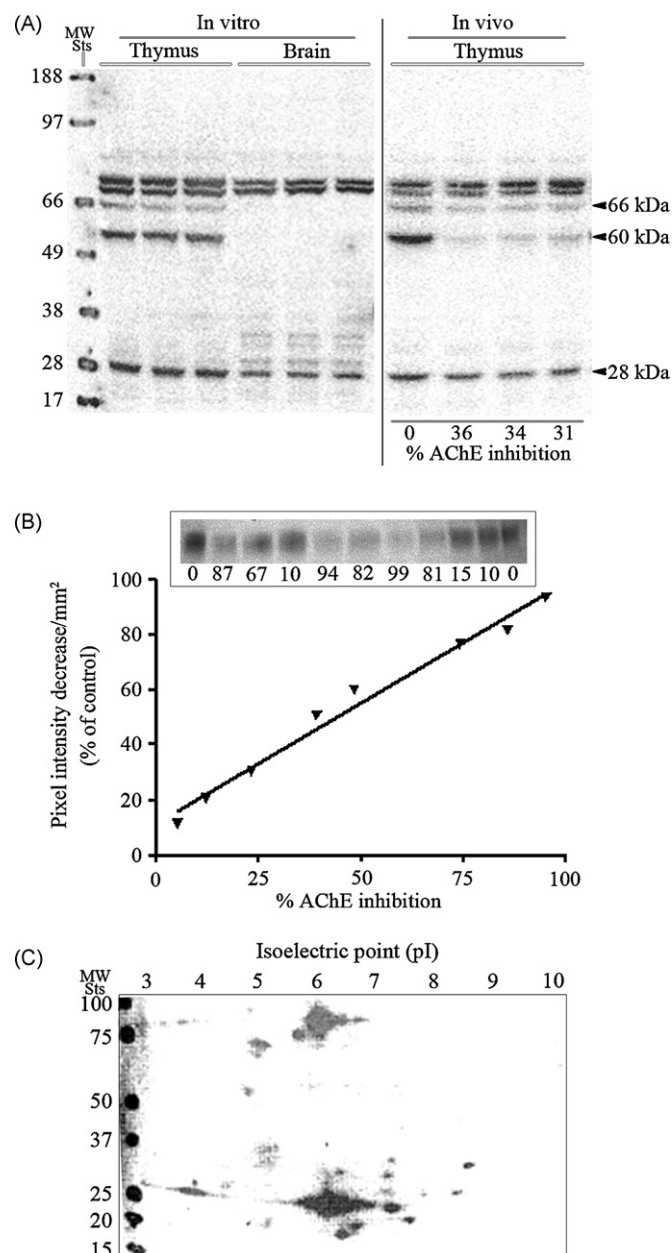 (A)
In vitro In vivo
MW
Sts
Thymus Brain Thymus
188
97
66
49
38
28
17
66 kDa
60 kDa
28 kDa
0 36 34 31
% AChE inhibition
(B)
0 87 67 10 94 82 99 81 15 10 0
Pixel intensity decrease/mm²
(% of control)
100
80
60
40
20
0
0 25 50 75 100
% AChE inhibition
(C)
Isoelectric point (pI)
MW
Sts
3 4 5 6 7 9 10
100
75
50
37
25
20
15